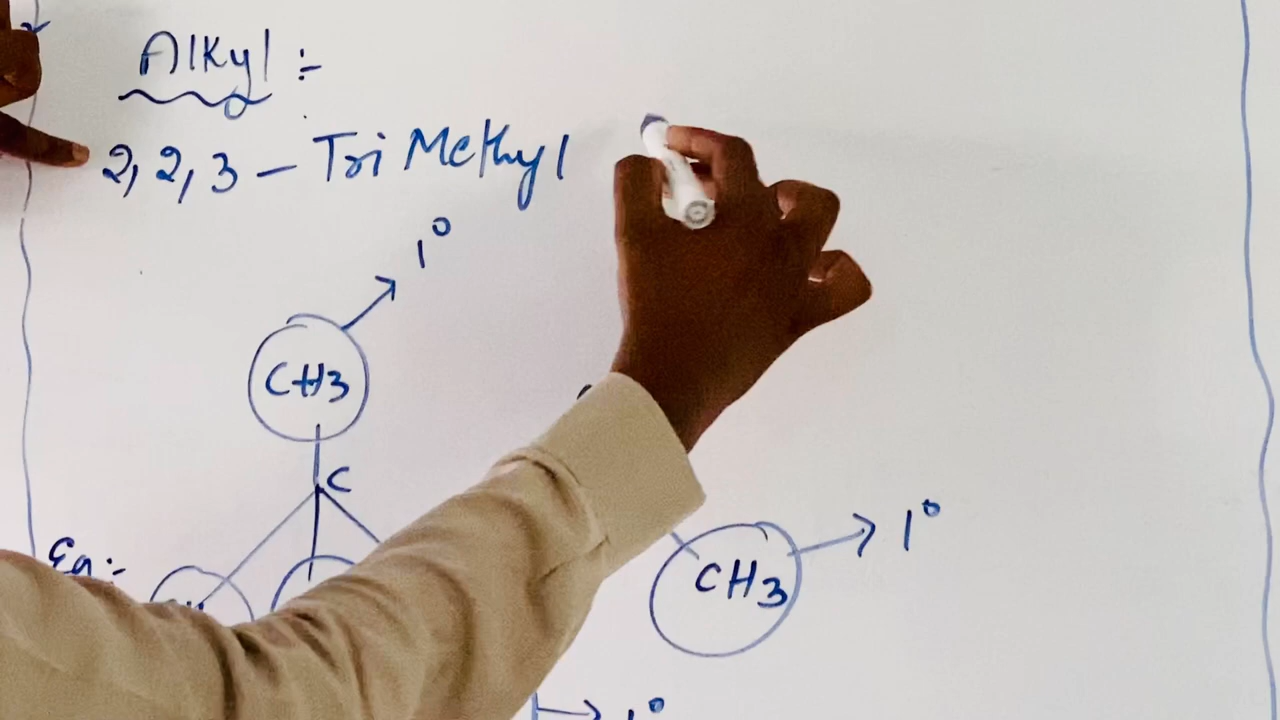 Alkyl :-
2, 2, 3 - Tri Methyl
1°
CH3
C
Eg:-
CH3
1°
1°